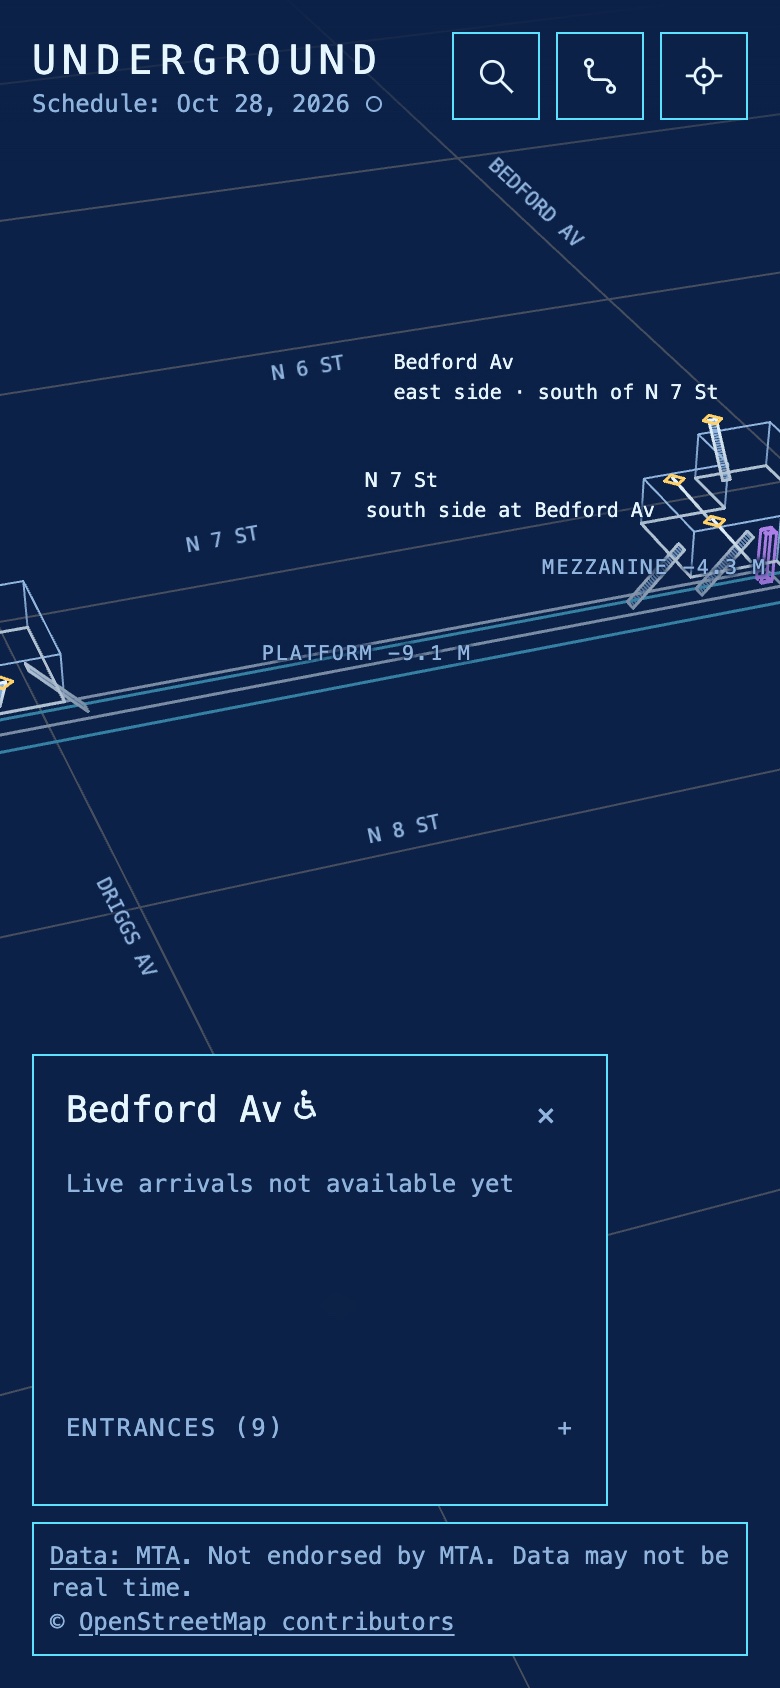 UNDERGROUND
Schedule: Oct 28, 2026
BEDFORD AV
N 6 ST
Bedford Av
east side · south of N 7 St
N 7 St
south side at Bedford Av
N 7 ST
MEZZANINE −4.3 M
PLATFORM −9.1 M
N 8 ST
DRIGGS AV
Bedford Av
×
Live arrivals not available yet
ENTRANCES (9) +
Data: MTA. Not endorsed by MTA. Data may not be
real time.
© OpenStreetMap contributors